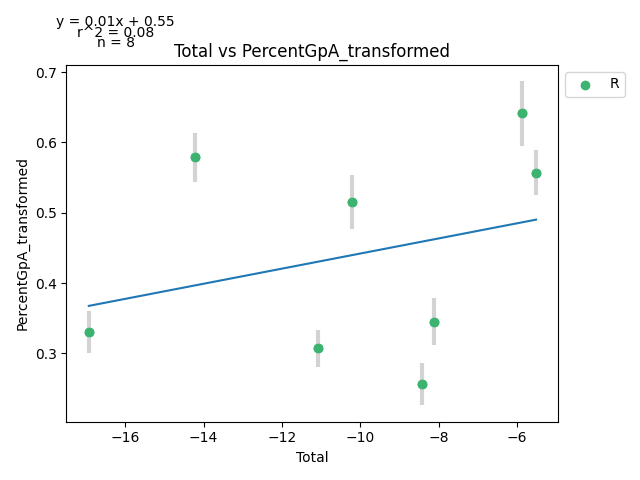 y = 0.01x + 0.55
r^2 = 0.08
n = 8
Total vs PercentGpA_transformed
R
PercentGpA_transformed
0.7
0.6
0.5
0.4
0.3
−16
−14
−12
−10
−8
−6
Total